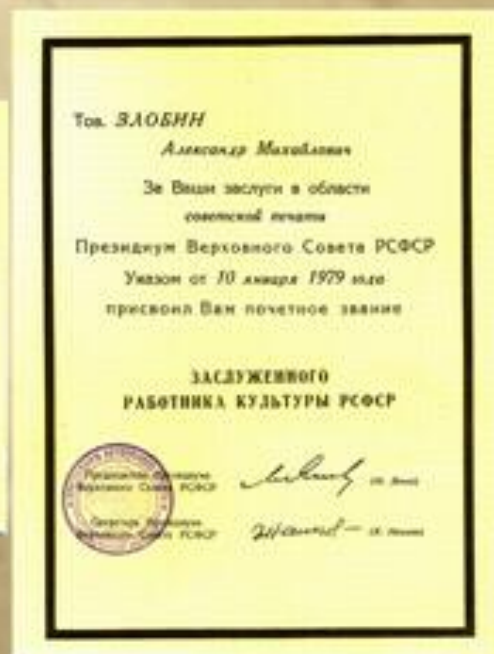 Тов. ЗЛОБИН
Александр Михайлович
За Ваши заслуги в области
советской печати
Президиум Верховного Совета РСФСР
Указом от 10 января 1979 года
присвоил Вам почетное звание
ЗАСЛУЖЕННОГО
РАБОТНИКА КУЛЬТУРЫ РСФСР
Председатель Президиума
Верховного Совета РСФСР
Секретарь Президиума
Верховного Совета РСФСР